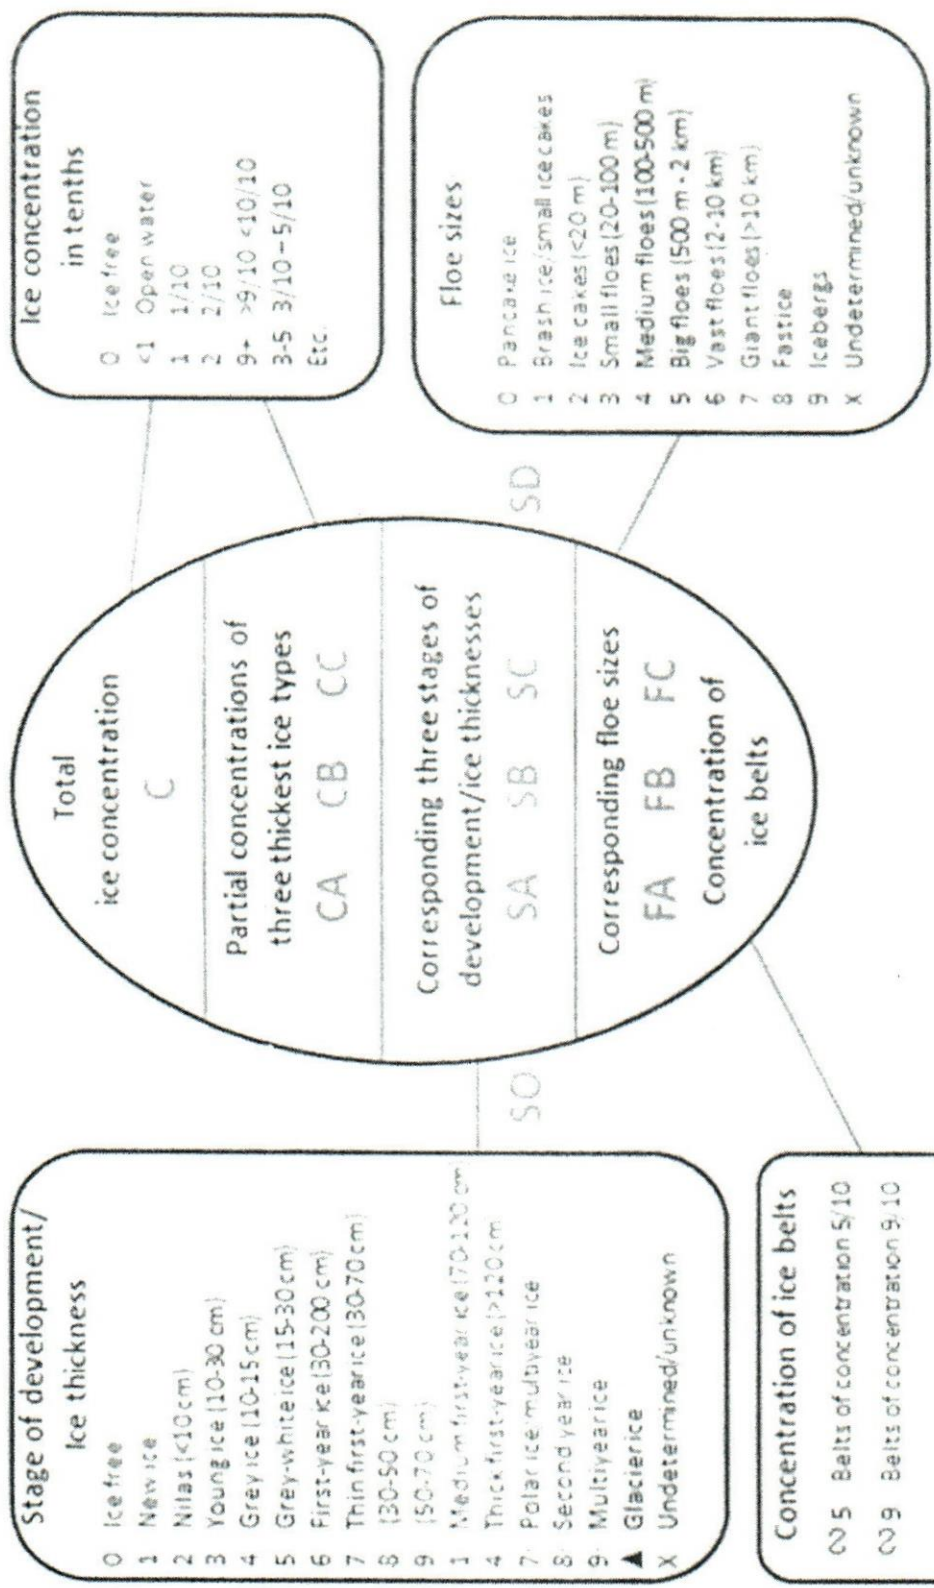 Stage of development/
Ice thickness
0 Ice free
1 New ice
2 Nilas (<10 cm)
3 Young ice (10-30 cm)
4 Grey ice (10-15 cm)
5 Grey-white ice (15-30 cm)
6 First-year ice (30-200 cm)
7 Thin first-year ice (30-70 cm)
8 (30-50 cm)
9 (50-70 cm)
1 Medium first-year ice (70-120 cm
4 Thick first-year ice (>120 cm
7· Polar ice/multiyear ice
8· Second year ice
9· Multiyear ice
▲ Glacier ice
X Undetermined/unknown
Concentration of ice belts
5 Belts of concentration 5/10
9 Belts of concentration 9/10
Total
ice concentration
C
Partial concentrations of
three thickest ice types
CA CB CC
Corresponding three stages of
development/ice thicknesses
SO SA SB SC SD
Corresponding floe sizes
FA FB FC
Concentration of
ice belts
Ice concentration
in tenths
0 Ice free
<1 Open water
1 1/10
2 2/10
9+ >9/10 <10/10
3-5 3/10 – 5/10
Etc.
Floe sizes
0 Pancake ice
1 Brash ice/small ice cakes
2 Ice cakes (<20 m)
3 Small floes (20-100 m)
4 Medium floes (100-500 m)
5 Big floes (500 m - 2 km)
6 Vast floes (2-10 km)
7 Giant floes (>10 km)
8 Fast ice
9 Icebergs
X Undetermined/unknown